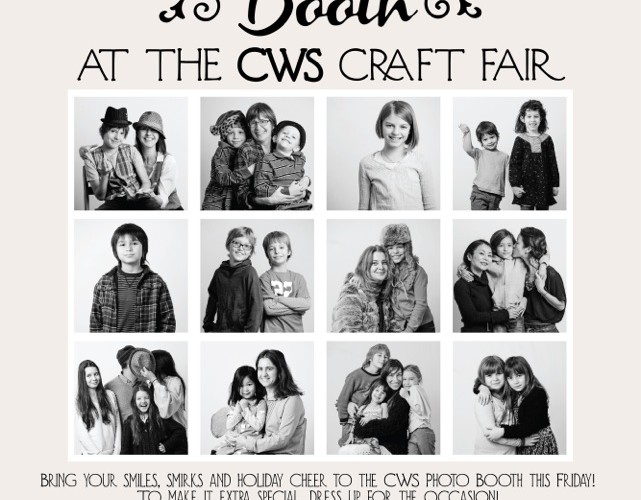 Booth
AT THE CWS CRAFT FAIR
BRING YOUR SMILES, SMIRKS AND HOLIDAY CHEER TO THE CWS PHOTO BOOTH THIS FRIDAY!
TO MAKE IT EXTRA SPECIAL, DRESS UP FOR THE OCCASION!